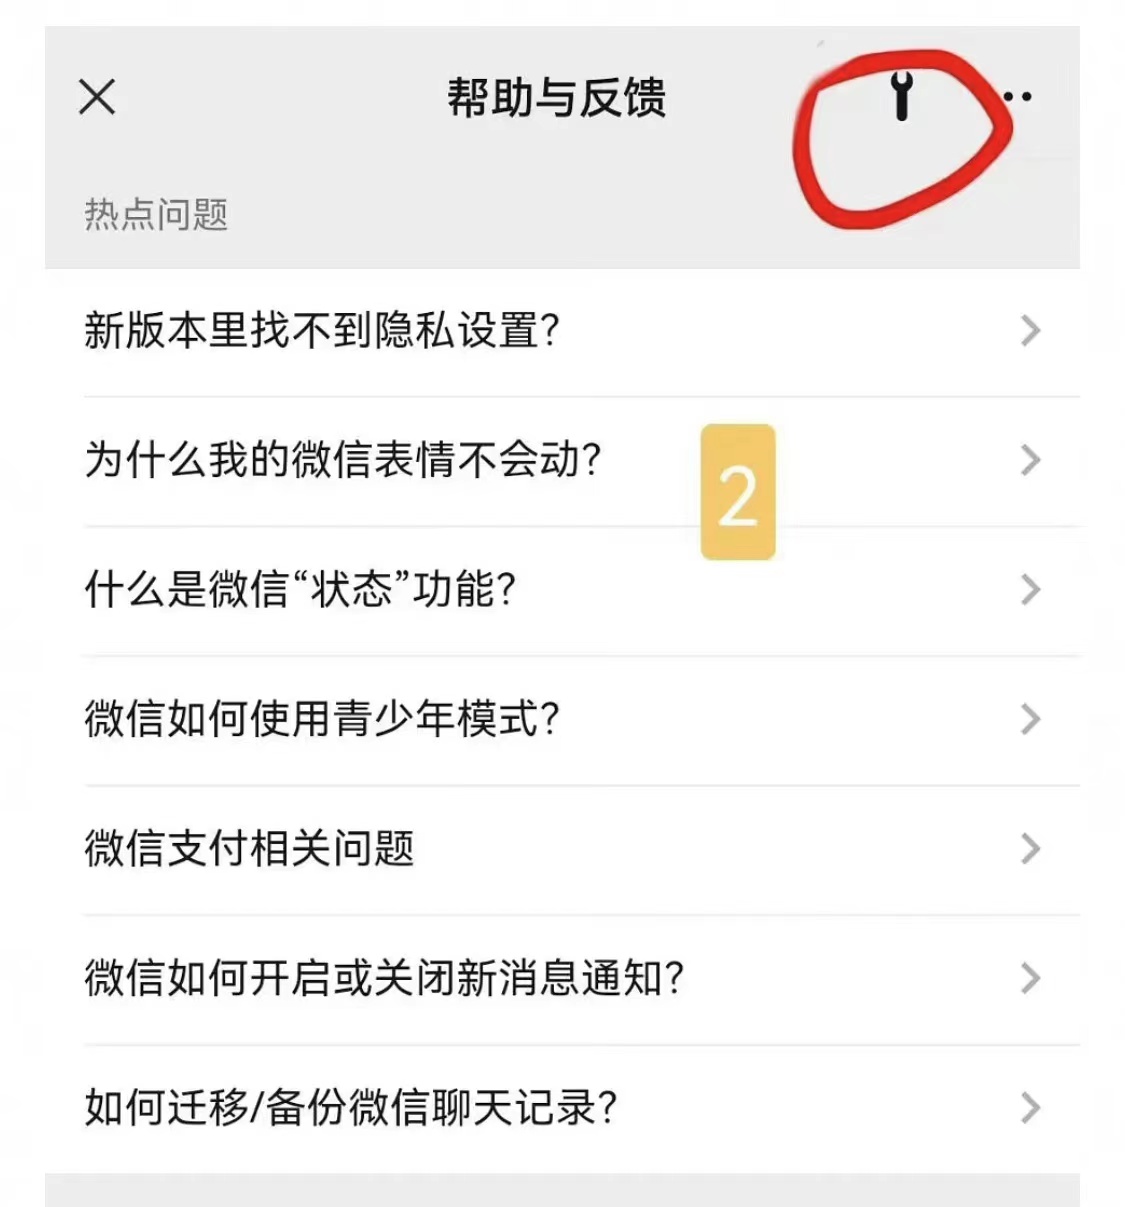 帮助与反馈
热点问题
新版本里找不到隐私设置？
为什么我的微信表情不会动？
2
什么是微信“状态”功能？
微信如何使用青少年模式？
微信支付相关问题
微信如何开启或关闭新消息通知？
如何迁移/备份微信聊天记录？